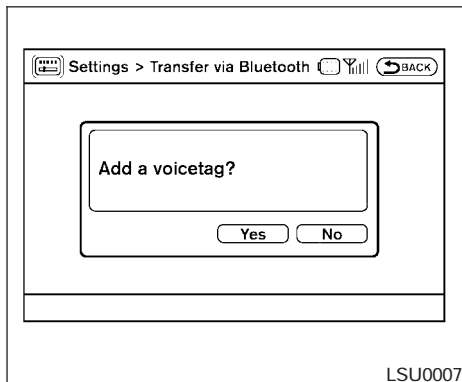 Settings > Transfer via Bluetooth BACK
Add a voicetag?
Yes No
LSU0007